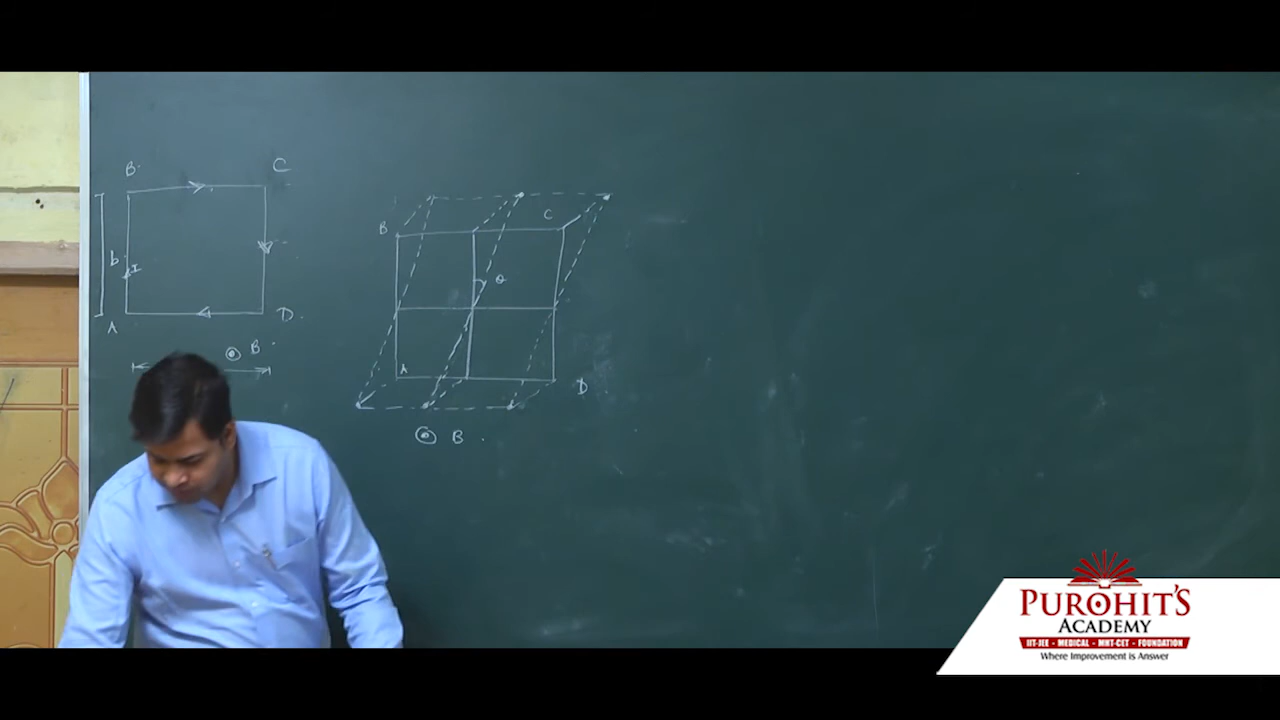 B
C
b
I
A
D
B
B
C
θ
A
D
B
PUROHIT'S
ACADEMY
IIT-JEE - MEDICAL - MHT-CET - FOUNDATION
Where Improvement is Answer